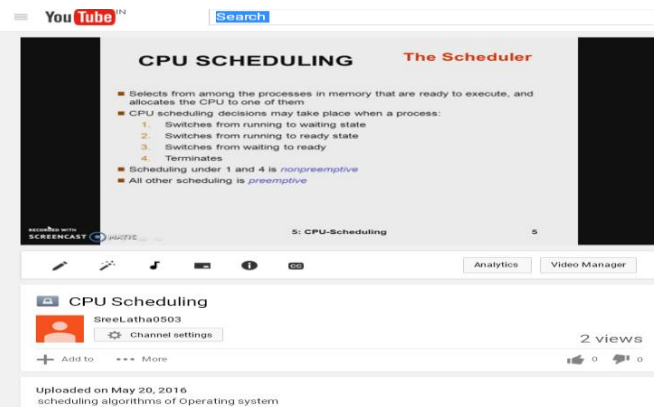 YouTube IN
Search
CPU SCHEDULING The Scheduler
Selects from among the processes in memory that are ready to execute, and
allocates the CPU to one of them
CPU scheduling decisions may take place when a process:
1. Switches from running to waiting state
2. Switches from running to ready state
3. Switches from waiting to ready
4. Terminates
Scheduling under 1 and 4 is nonpreemptive
All other scheduling is preemptive
RECORDED WITH
SCREENCAST MATIC
5: CPU-Scheduling 5
CC
Analytics Video Manager
CPU Scheduling
SreeLatha0503
Channel settings
2 views
Add to More 0 0
Uploaded on May 20, 2016
scheduling algorithms of Operating system